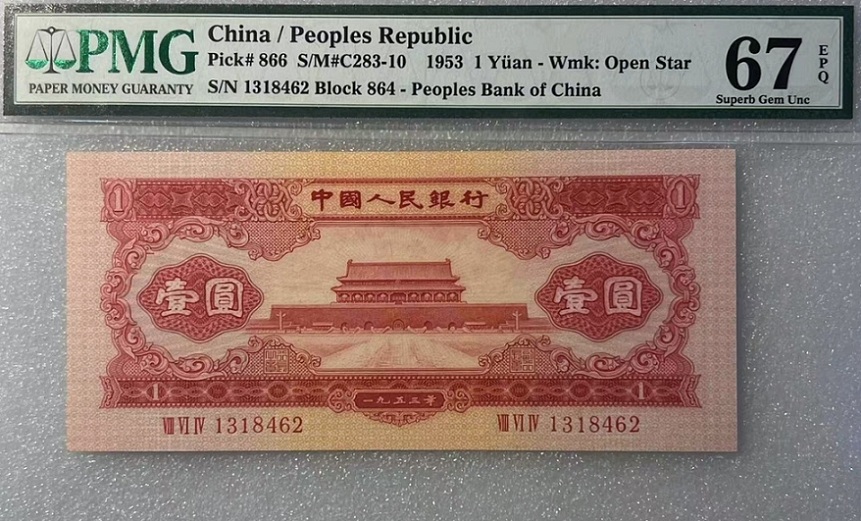 PMG
PAPER MONEY GUARANTY
China / Peoples Republic
Pick# 866 S/M#C283-10 1953 1 Yüan - Wmk: Open Star
S/N 1318462 Block 864 - Peoples Bank of China
67
EPQ
Superb Gem Unc
1
中國人民銀行
1
壹圓
壹圓
1
一九五三年
1
VIII VI IV 1318462
VIII VI IV 1318462